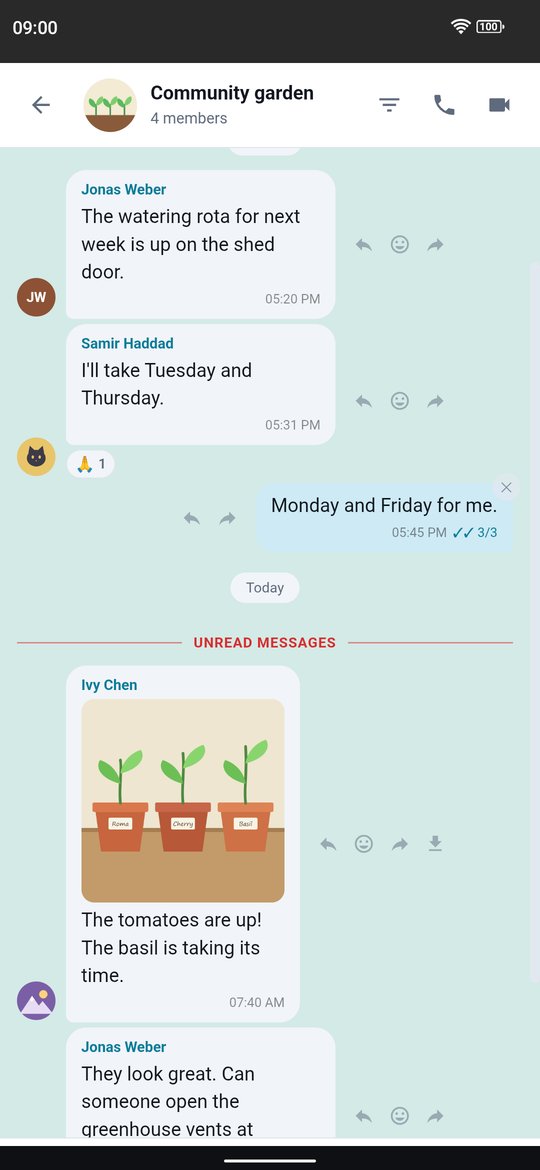 09:00
100
Community garden
4 members
Jonas Weber
The watering rota for next
week is up on the shed
door.
05:20 PM
JW
Samir Haddad
I'll take Tuesday and
Thursday.
05:31 PM
🙏 1
Monday and Friday for me.
05:45 PM ✓✓ 3/3
Today
UNREAD MESSAGES
Ivy Chen
Roma
Cherry
Basil
The tomatoes are up!
The basil is taking its
time.
07:40 AM
Jonas Weber
They look great. Can
someone open the
greenhouse vents at